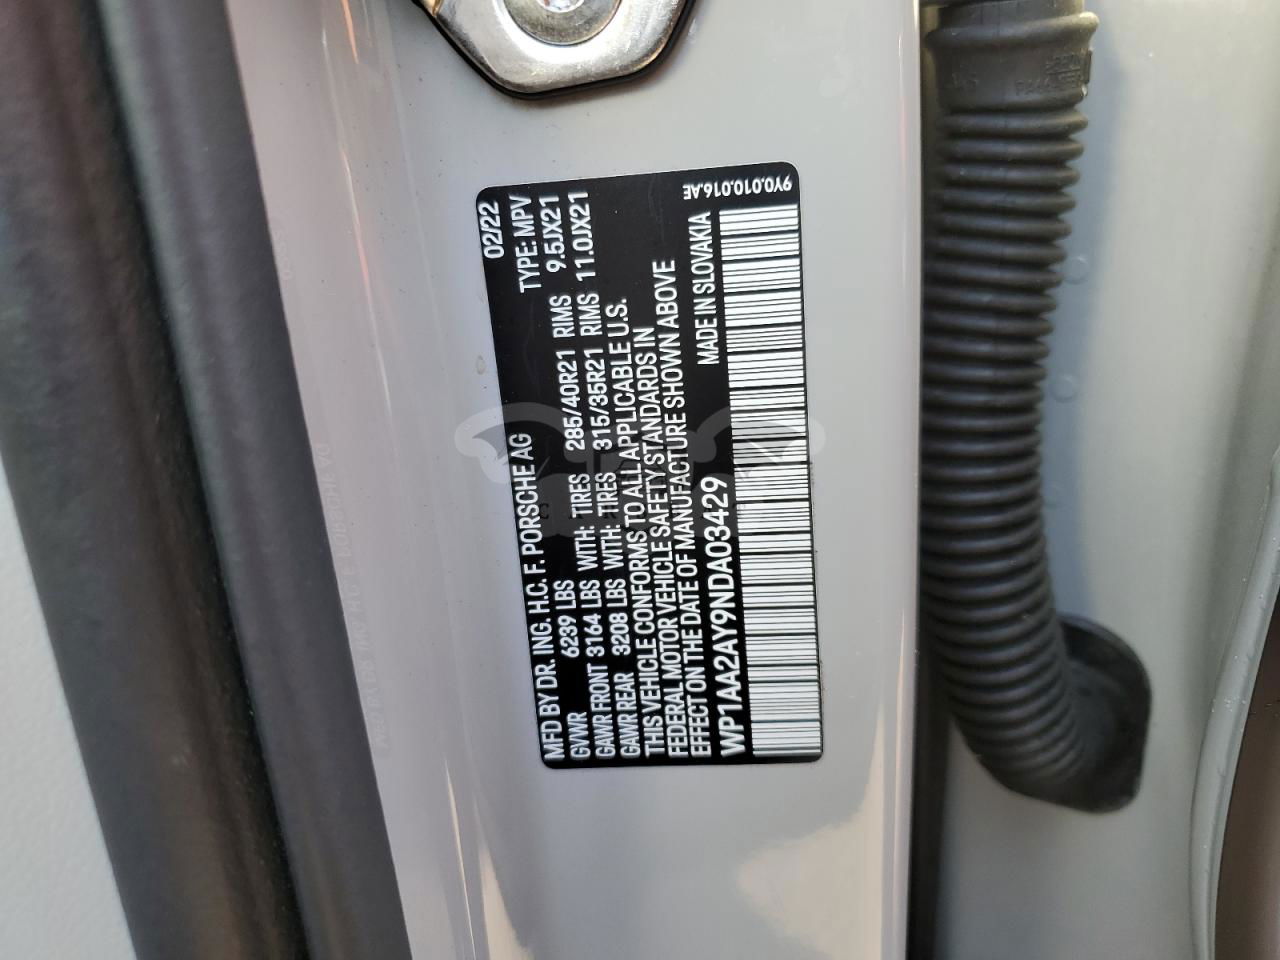 MFD BY DR. ING. H.C. F. PORSCHE AG 02/22
GVWR 6239 LBS TYPE: MPV
GAWR FRONT 3164 LBS WITH: TIRES 285/40R21 RIMS 9.5JX21
GAWR REAR 3208 LBS WITH: TIRES 315/35R21 RIMS 11.0JX21
THIS VEHICLE CONFORMS TO ALL APPLICABLE U.S.
FEDERAL MOTOR VEHICLE SAFETY STANDARDS IN
EFFECT ON THE DATE OF MANUFACTURE SHOWN ABOVE
WP1AA2AY9NDA03429 MADE IN SLOVAKIA
9Y0.010.016.AE